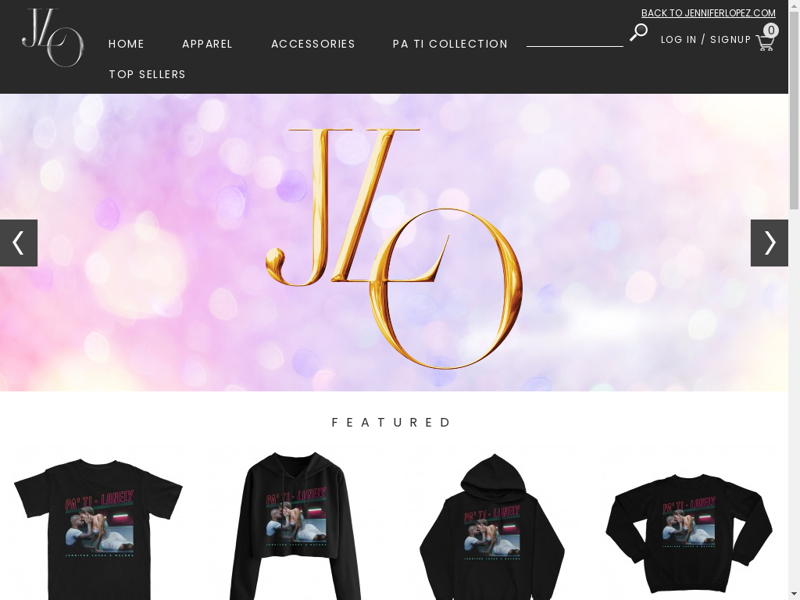 BACK TO JENNIFERLOPEZ.COM
JLO
HOME
APPAREL
ACCESSORIES
PA TI COLLECTION
LOG IN / SIGNUP
0
TOP SELLERS
JLO
FEATURED
PA' TI - LONELY
PA' TI - LONELY
PA' TI - LONELY
PA' TI - LONELY